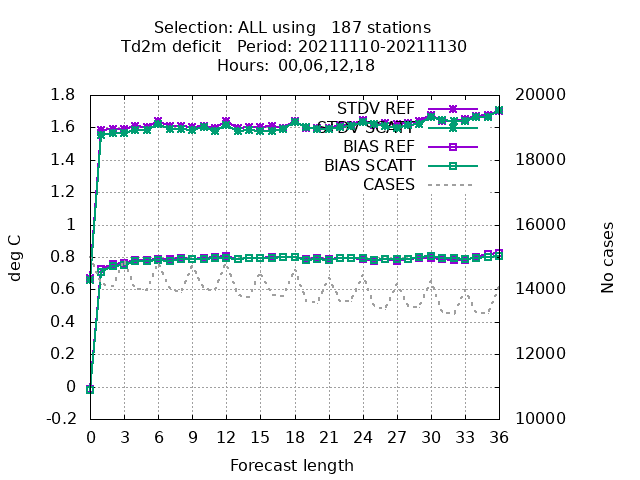 Selection: ALL using   187 stations
Td2m deficit   Period: 20211110-20211130
Hours:  00,06,12,18
1.8
1.6
1.4
1.2
1
0.8
0.6
0.4
0.2
0
-0.2
20000
18000
16000
14000
12000
10000
deg C
No cases
STDV REF
STDV SCATT
BIAS REF
BIAS SCATT
CASES
0 3 6 9 12 15 18 21 24 27 30 33 36
Forecast length